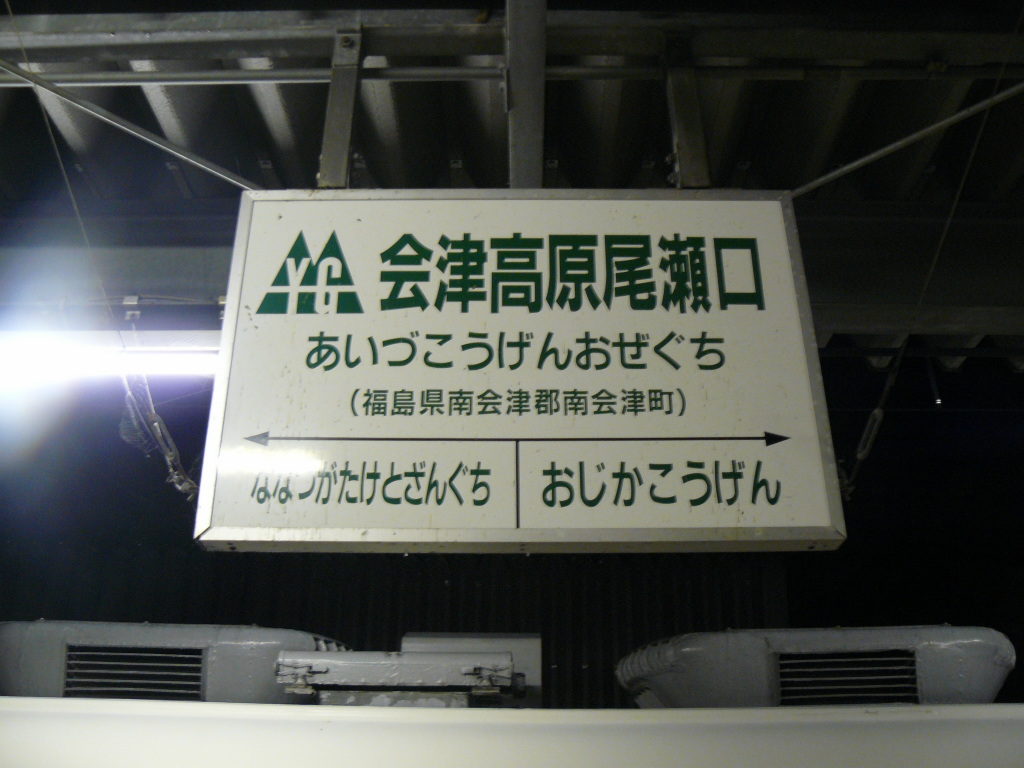 YGU 会津高原尾瀬口
あいづこうげんおぜぐち
(福島県南会津郡南会津町)
ななつがたけとざんぐち おじかこうげん